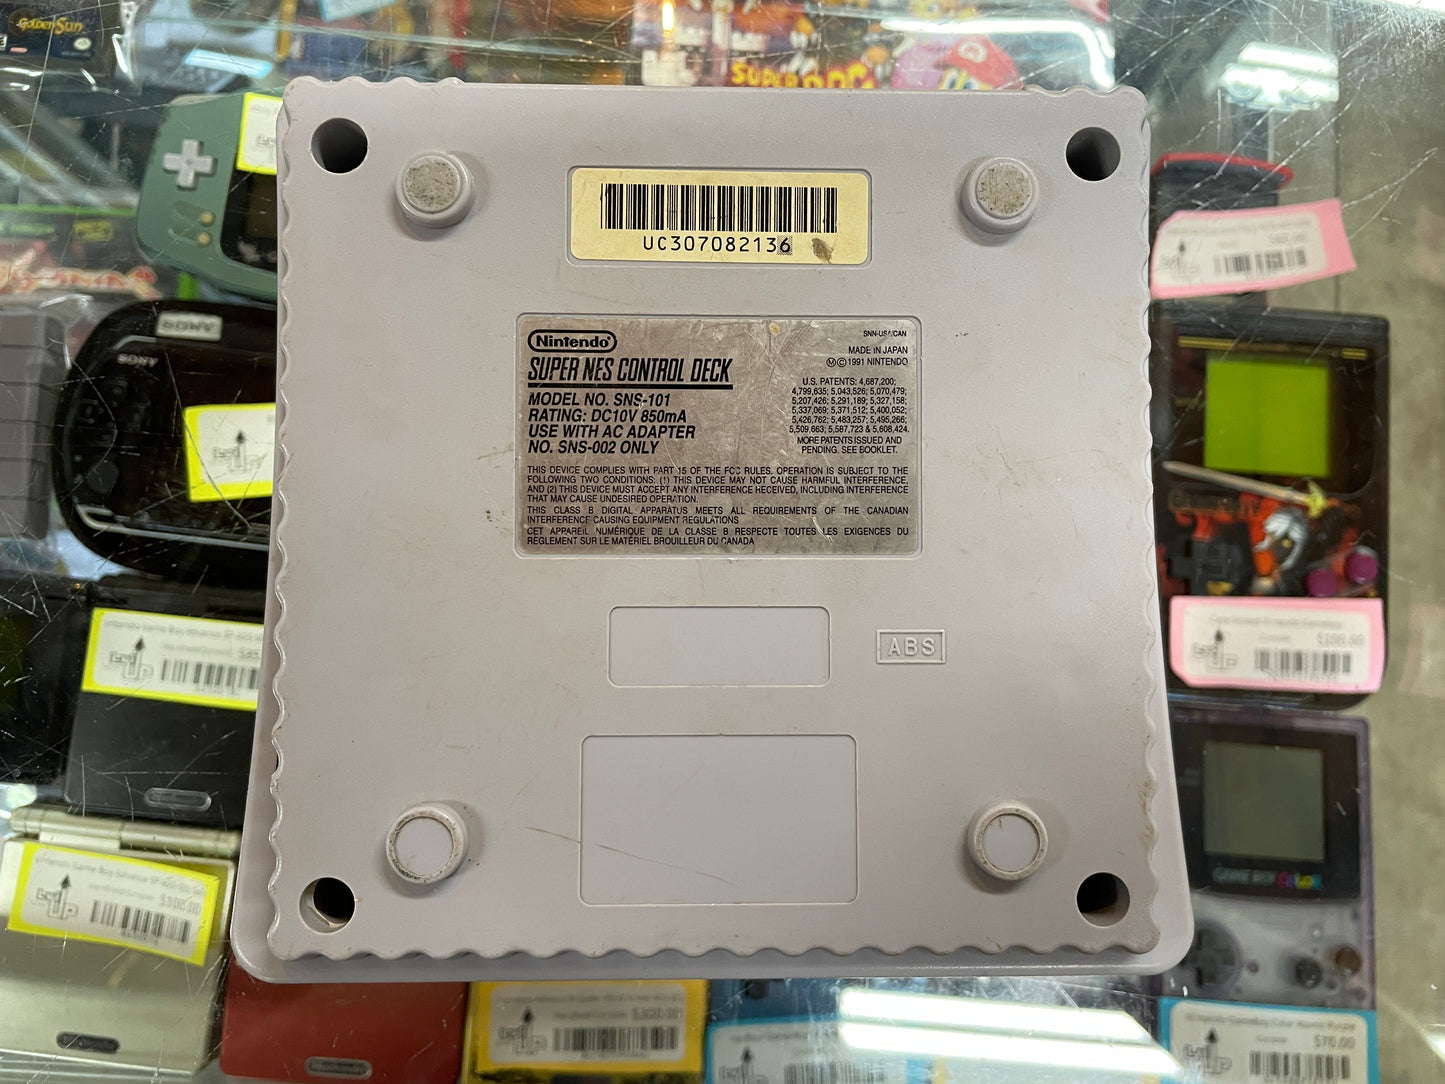 Golden Sun
SUPER
UC307082136
Nintendo®
SUPER NES CONTROL DECK
MODEL NO. SNS-101
RATING: DC10V 850mA
USE WITH AC ADAPTER
NO. SNS-002 ONLY
SNN-USA/CAN
MADE IN JAPAN
Ⓜ©1991 NINTENDO
U.S. PATENTS: 4,687,200;
4,799,635; 5,043,526; 5,070,479;
5,207,426; 5,291,189; 5,327,158;
5,337,069; 5,371,512; 5,400,052;
5,426,762; 5,483,257; 5,495,266;
5,509,663; 5,587,723 & 5,608,424.
MORE PATENTS ISSUED AND
PENDING. SEE BOOKLET.
THIS DEVICE COMPLIES WITH PART 15 OF THE FCC RULES. OPERATION IS SUBJECT TO THE
FOLLOWING TWO CONDITIONS: (1) THIS DEVICE MAY NOT CAUSE HARMFUL INTERFERENCE,
AND (2) THIS DEVICE MUST ACCEPT ANY INTERFERENCE RECEIVED, INCLUDING INTERFERENCE
THAT MAY CAUSE UNDESIRED OPERATION.
THIS CLASS B DIGITAL APPARATUS MEETS ALL REQUIREMENTS OF THE CANADIAN
INTERFERENCE CAUSING EQUIPMENT REGULATIONS
CET APPAREIL NUMÉRIQUE DE LA CLASSE B RESPECTE TOUTES LES EXIGENCES DU
RÈGLEMENT SUR LE MATÉRIEL BROUILLEUR DU CANADA
ABS
SONY
SONY
GAME BOY COLOR
$70.00
Nintendo